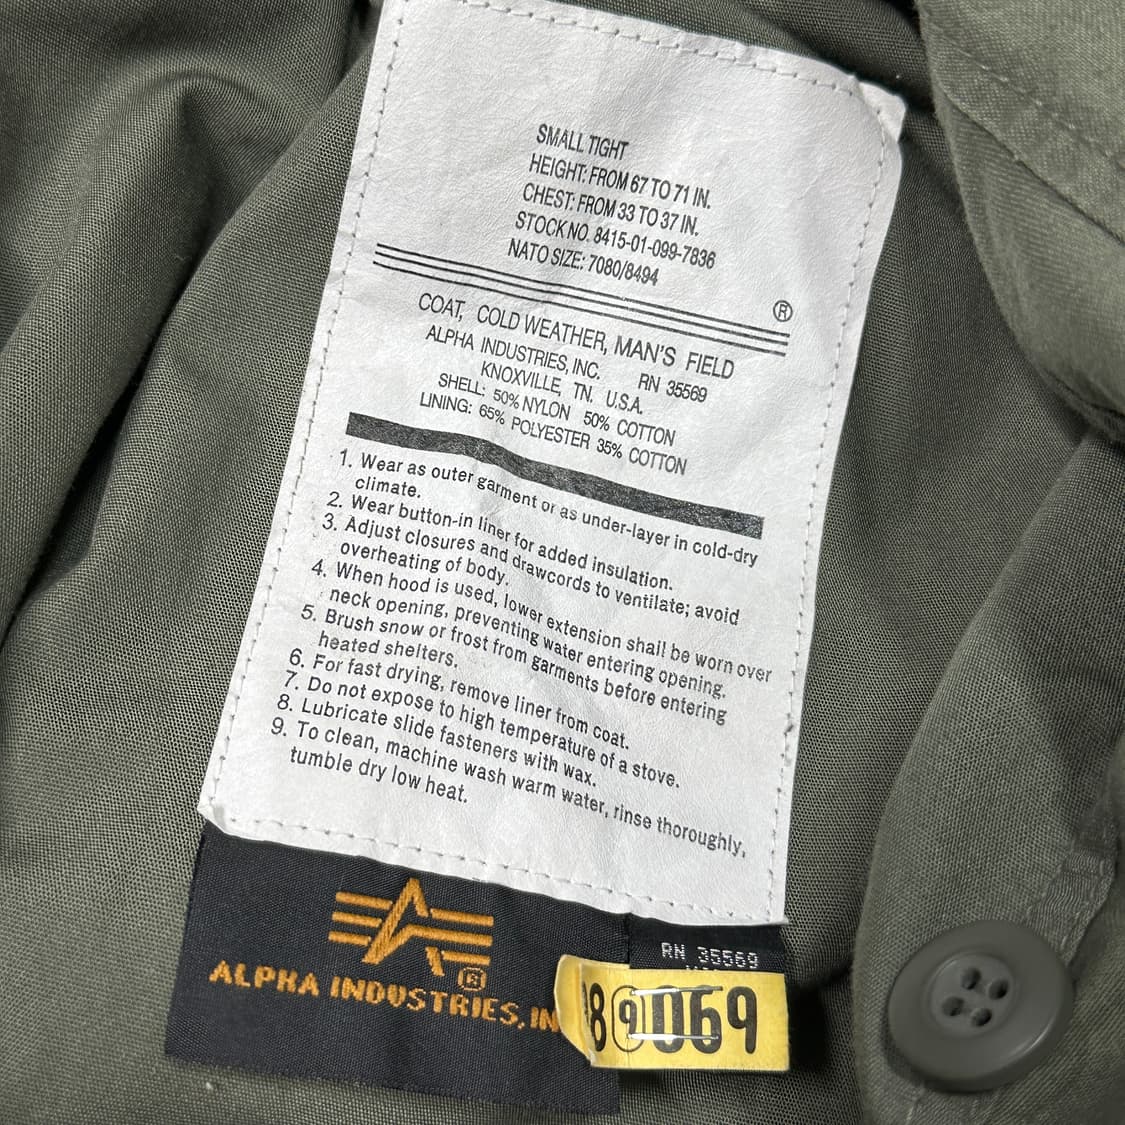 SMALL TIGHT
HEIGHT: FROM 67 TO 71 IN.
CHEST: FROM 33 TO 37 IN.
STOCK NO. 8415-01-099-7836
NATO SIZE: 7080/8494
®
COAT, COLD WEATHER, MAN'S FIELD
ALPHA INDUSTRIES, INC. RN 35569
KNOXVILLE, TN. U.S.A.
SHELL: 50% NYLON 50% COTTON
LINING: 65% POLYESTER 35% COTTON
1. Wear as outer garment or as under-layer in cold-dry
climate.
2. Wear button-in liner for added insulation.
3. Adjust closures and drawcords to ventilate; avoid
overheating of body.
4. When hood is used, lower extension shall be worn over
neck opening, preventing water entering opening.
5. Brush snow or frost from garments before entering
heated shelters.
6. For fast drying, remove liner from coat.
7. Do not expose to high temperature of a stove.
8. Lubricate slide fasteners with wax.
9. To clean, machine wash warm water, rinse thoroughly,
tumble dry low heat.
®
ALPHA INDUSTRIES, IN
RN 35569
8 9 069